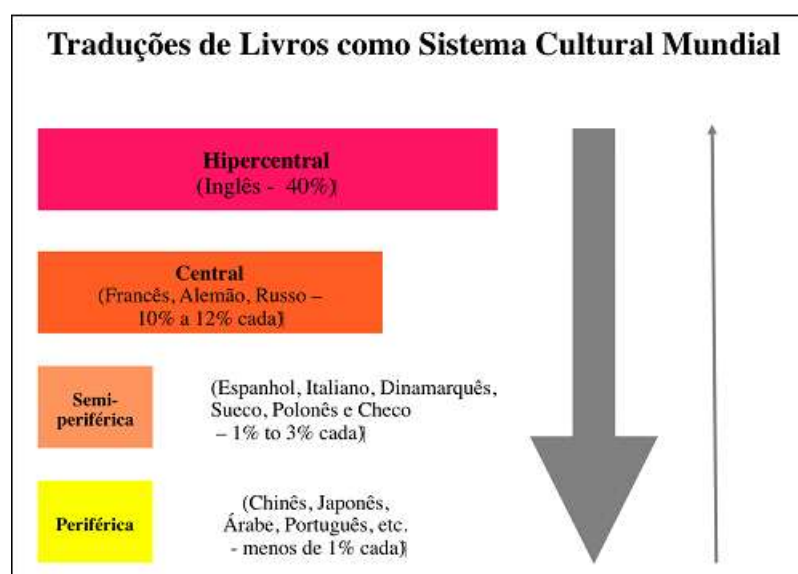 Traduções de Livros como Sistema Cultural Mundial
Hipercentral
(Inglês - 40%)
Central
(Francês, Alemão, Russo –
10% a 12% cada)
Semi-
periférica
(Espanhol, Italiano, Dinamarquês,
Sueco, Polonês e Checo
– 1% to 3% cada)
Periférica
(Chinês, Japonês,
Árabe, Português, etc.
- menos de 1% cada)